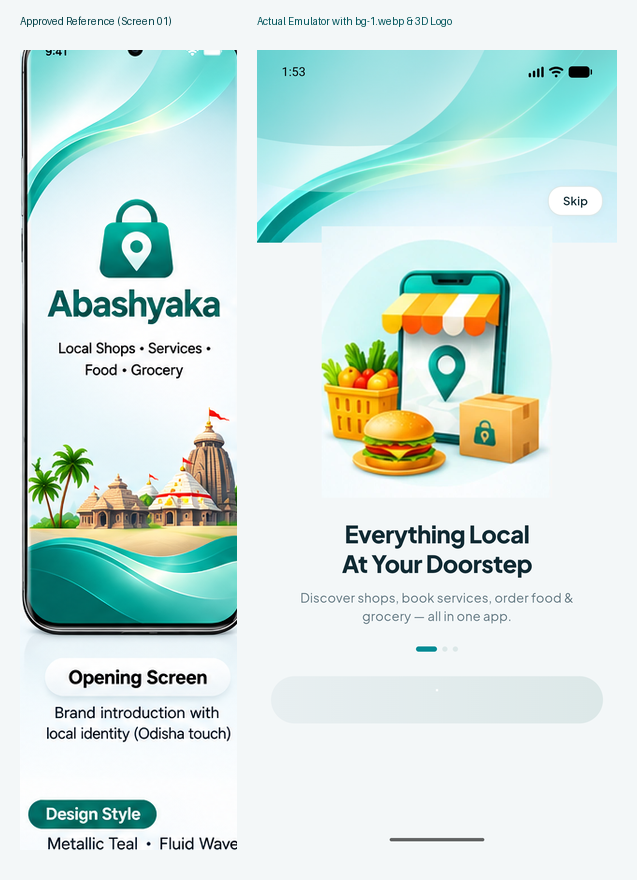 Approved Reference (Screen 01)
Actual Emulator with bg-1.webp & 3D Logo
9:41
Abashyaka
Local Shops • Services •
Food • Grocery
Opening Screen
Brand introduction with
local identity (Odisha touch)
Design Style
Metallic Teal • Fluid Wave
1:53
Skip
Everything Local
At Your Doorstep
Discover shops, book services, order food &
grocery — all in one app.